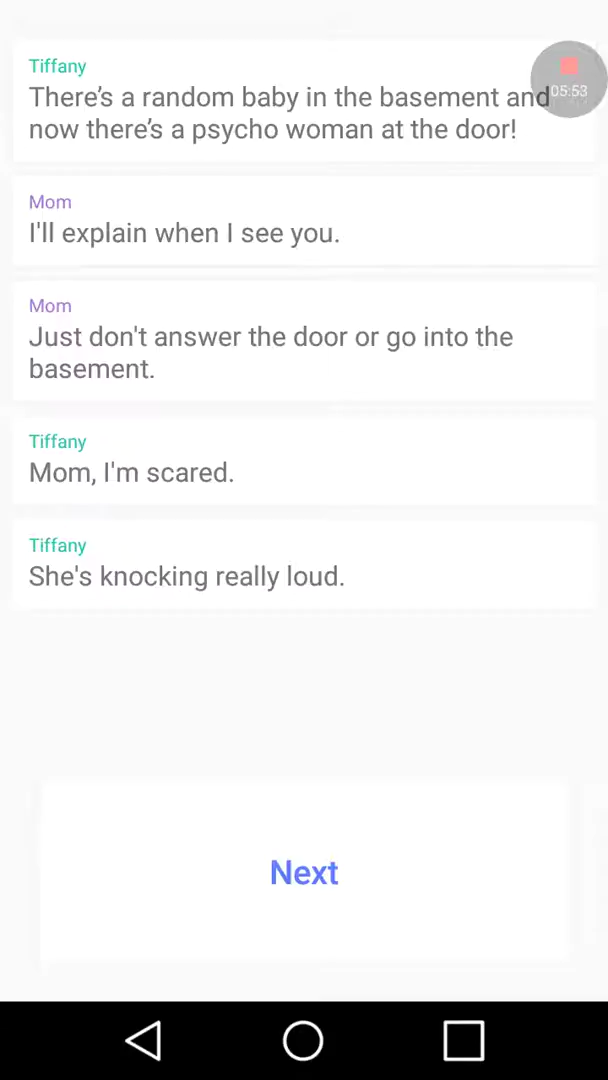 Tiffany
There’s a random baby in the basement and
05:53
now there’s a psycho woman at the door!
Mom
I'll explain when I see you.
Mom
Just don't answer the door or go into the
basement.
Tiffany
Mom, I'm scared.
Tiffany
She's knocking really loud.
Next